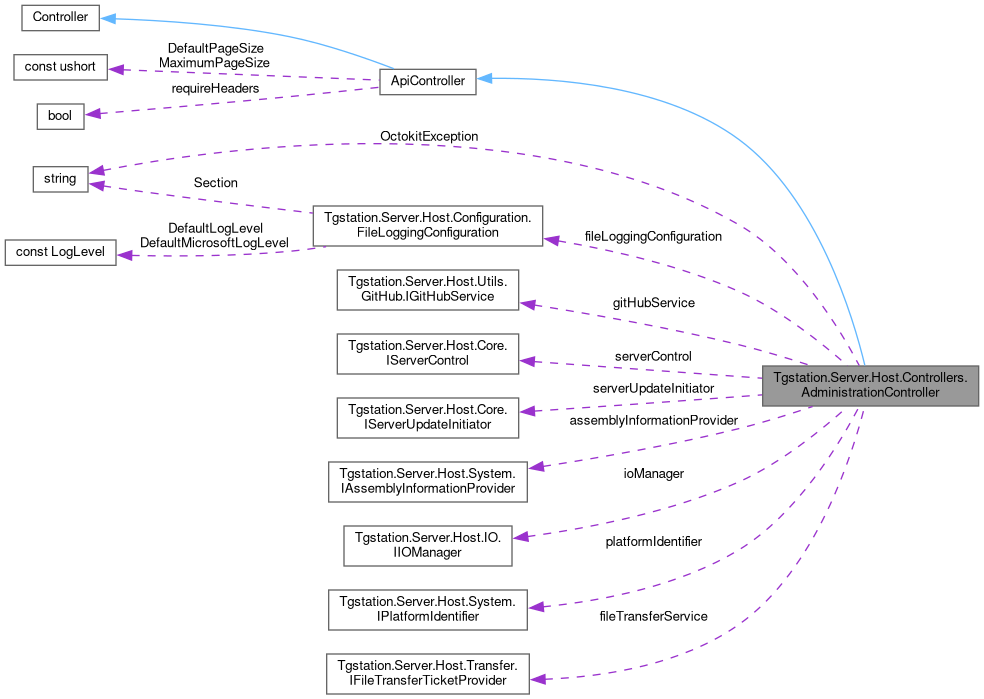 Controller
DefaultPageSize
MaximumPageSize
const ushort
ApiController
requireHeaders
bool
OctokitException
string
Section
Tgstation.Server.Host.Configuration.
FileLoggingConfiguration
DefaultLogLevel
DefaultMicrosoftLogLevel
const LogLevel
fileLoggingConfiguration
Tgstation.Server.Host.Utils.
GitHub.IGitHubService
gitHubService
Tgstation.Server.Host.Core.
IServerControl
serverControl
Tgstation.Server.Host.Controllers.
AdministrationController
serverUpdateInitiator
Tgstation.Server.Host.Core.
IServerUpdateInitiator
assemblyInformationProvider
Tgstation.Server.Host.System.
IAssemblyInformationProvider
ioManager
Tgstation.Server.Host.IO.
IIOManager
platformIdentifier
Tgstation.Server.Host.System.
IPlatformIdentifier
fileTransferService
Tgstation.Server.Host.Transfer.
IFileTransferTicketProvider